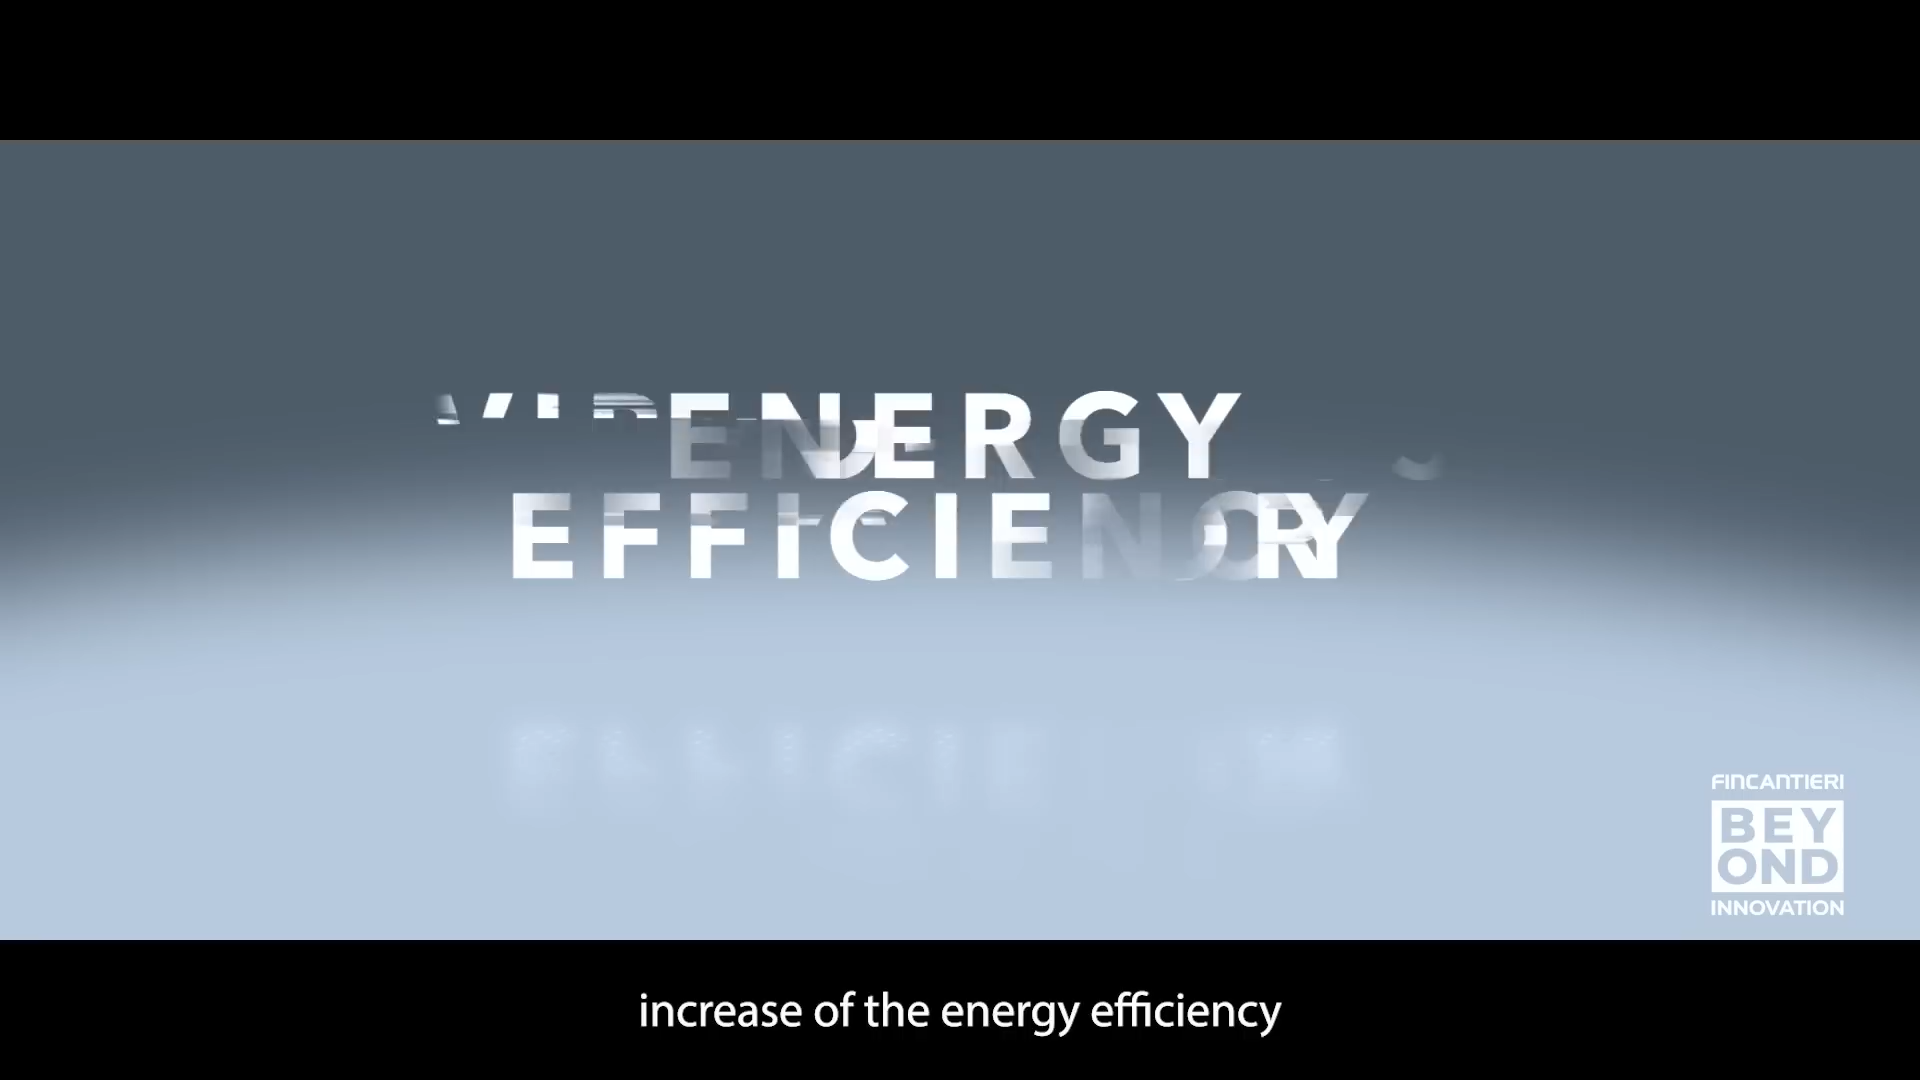 ENERGY
EFFICIENCY
FINCANTIERI
BEY
OND
INNOVATION
increase of the energy efficiency